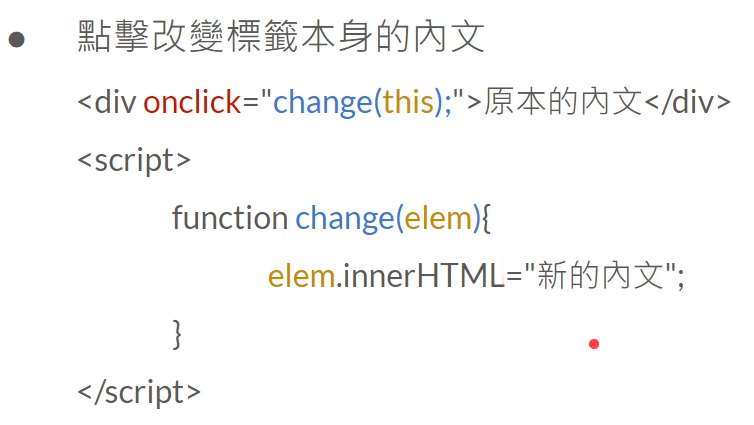 ● 點擊改變標籤本身的內文
<div onclick="change(this);">原本的內文</div>
<script>
function change(elem){
elem.innerHTML="新的內文";
}
</script>